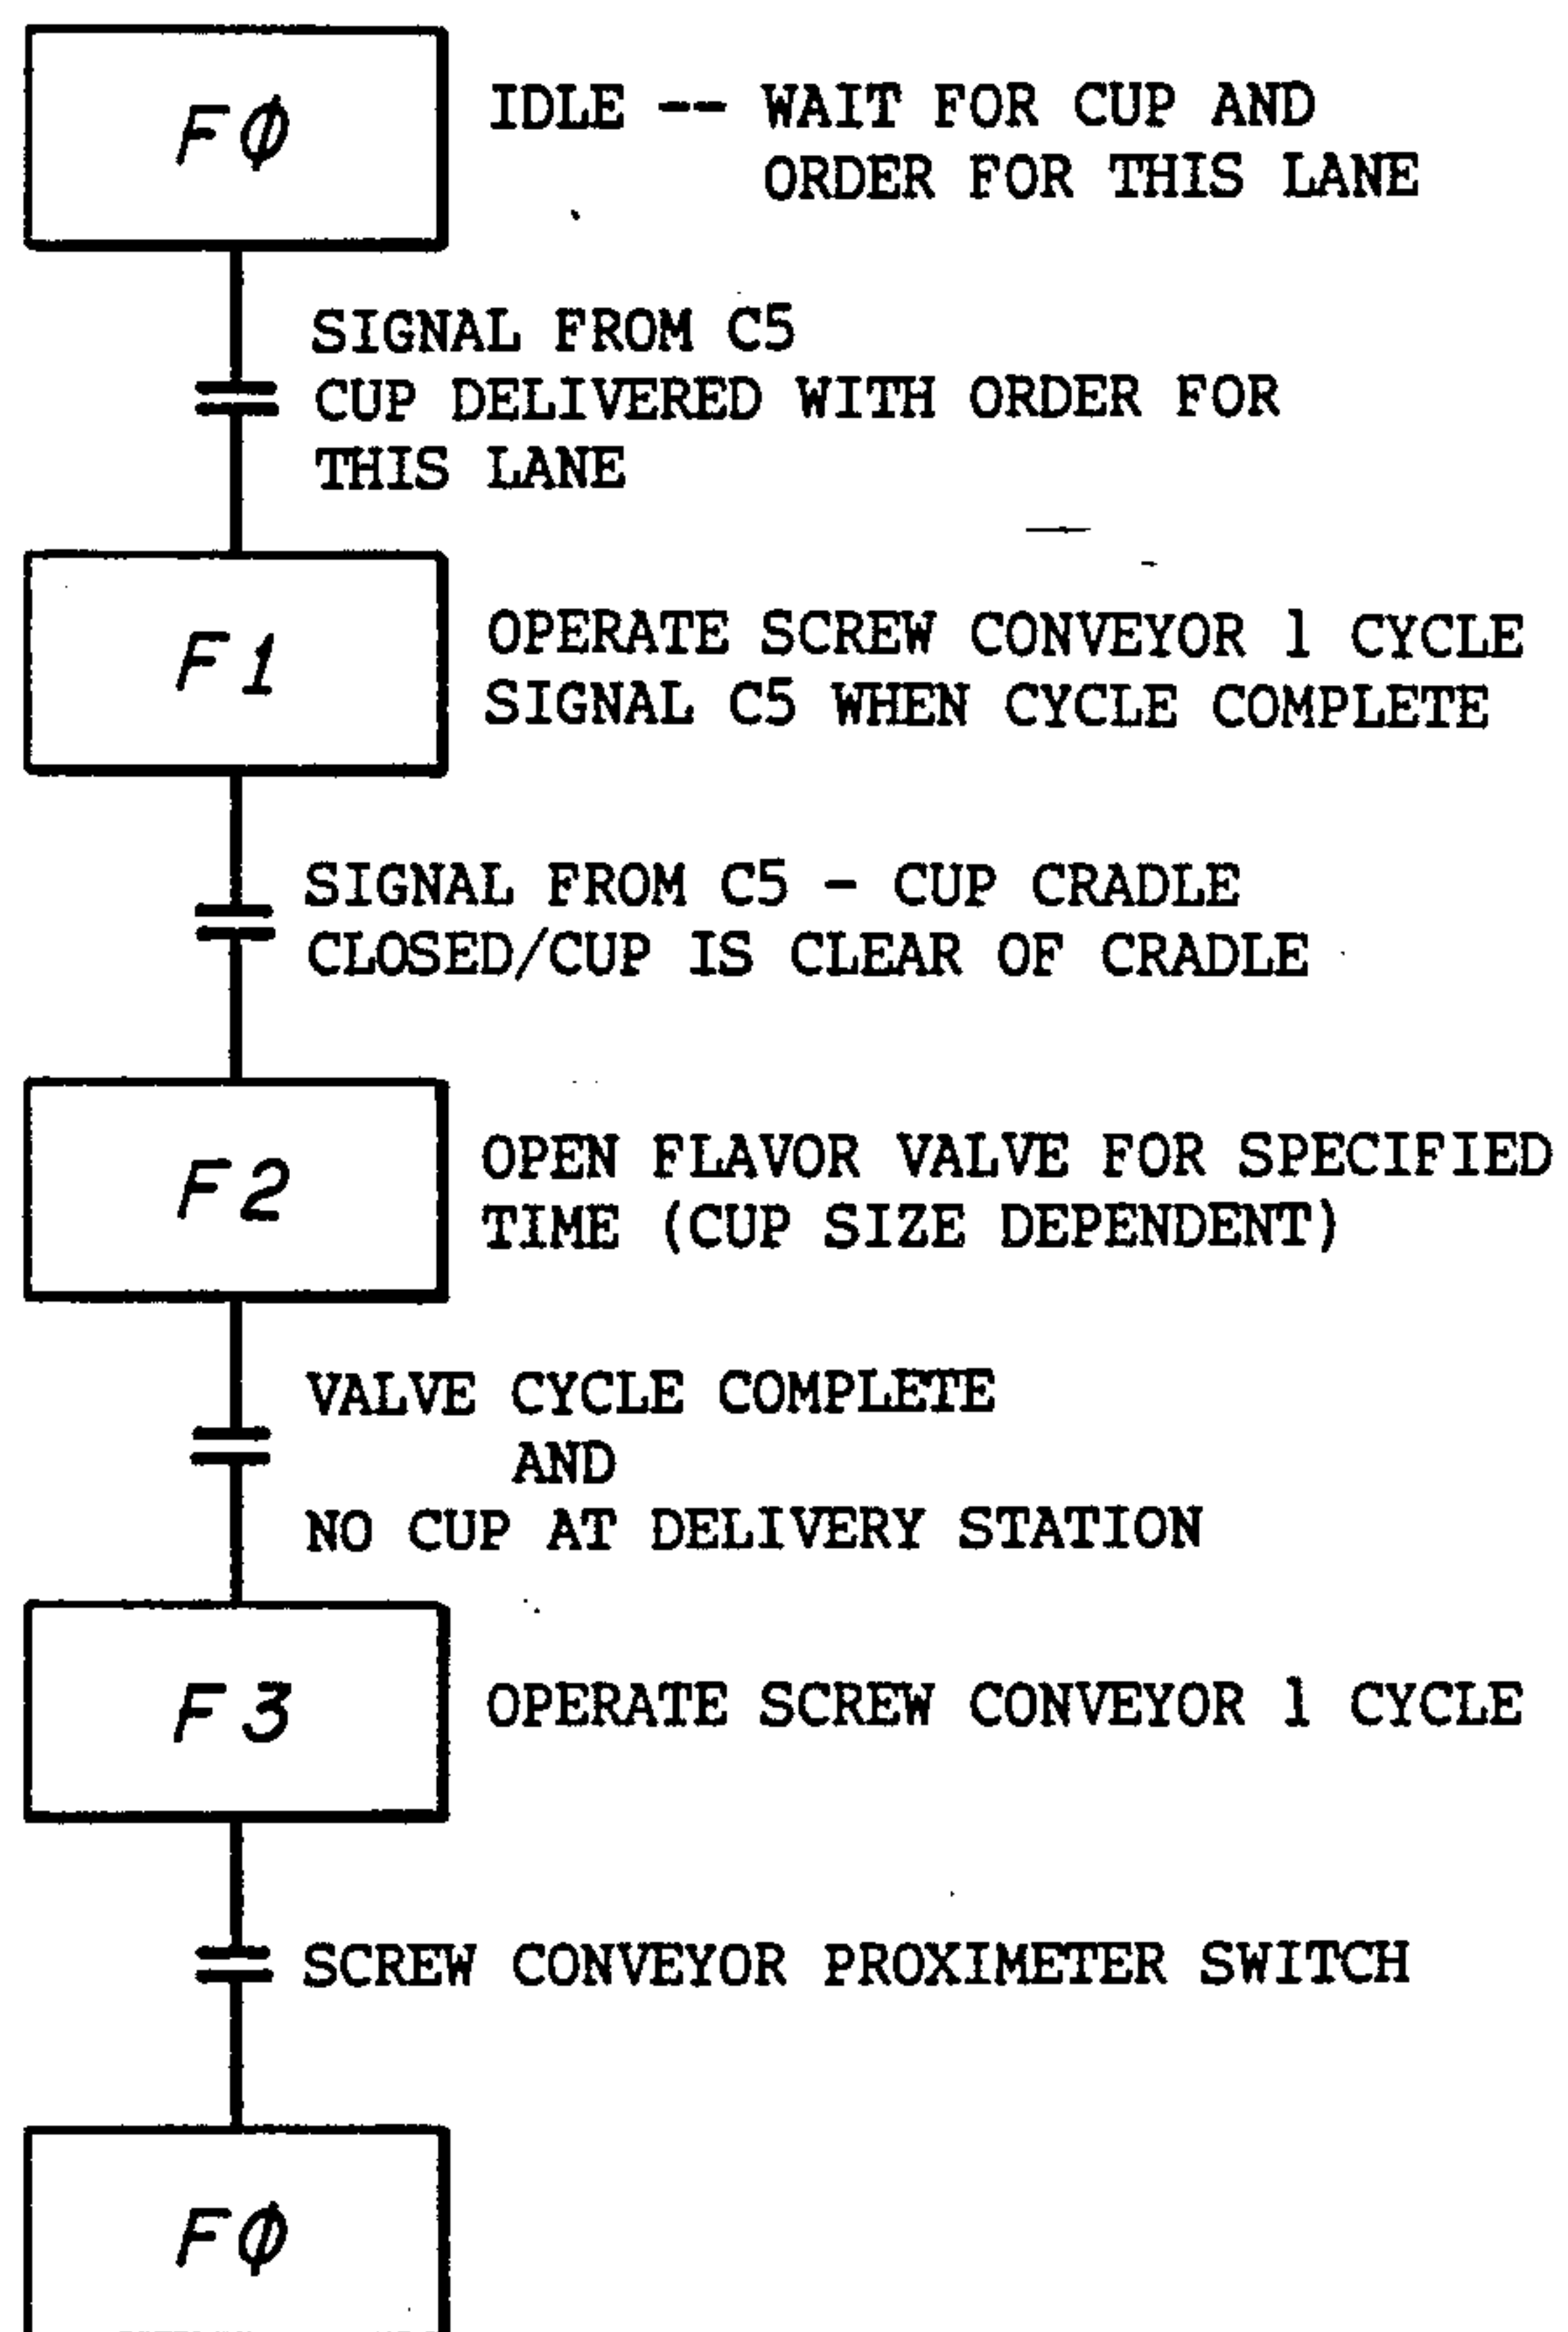 FØ
IDLE -- WAIT FOR CUP AND
ORDER FOR THIS LANE
SIGNAL FROM C5
CUP DELIVERED WITH ORDER FOR
THIS LANE
F1
OPERATE SCREW CONVEYOR 1 CYCLE
SIGNAL C5 WHEN CYCLE COMPLETE
SIGNAL FROM C5 - CUP CRADLE
CLOSED/CUP IS CLEAR OF CRADLE
F2
OPEN FLAVOR VALVE FOR SPECIFIED
TIME (CUP SIZE DEPENDENT)
VALVE CYCLE COMPLETE
AND
NO CUP AT DELIVERY STATION
F3
OPERATE SCREW CONVEYOR 1 CYCLE
SCREW CONVEYOR PROXIMETER SWITCH
FØ